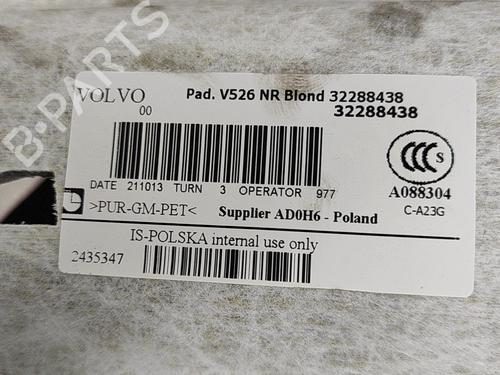 VOLVO
00
Pad. V526 NR Blond 32288438
32288438
CCC S
A088304
C-A23G
DATE 211013 TURN 3 OPERATOR 977
>PUR-GM-PET< Supplier AD0H6 - Poland
IS-POLSKA internal use only
2435347
B-PARTS